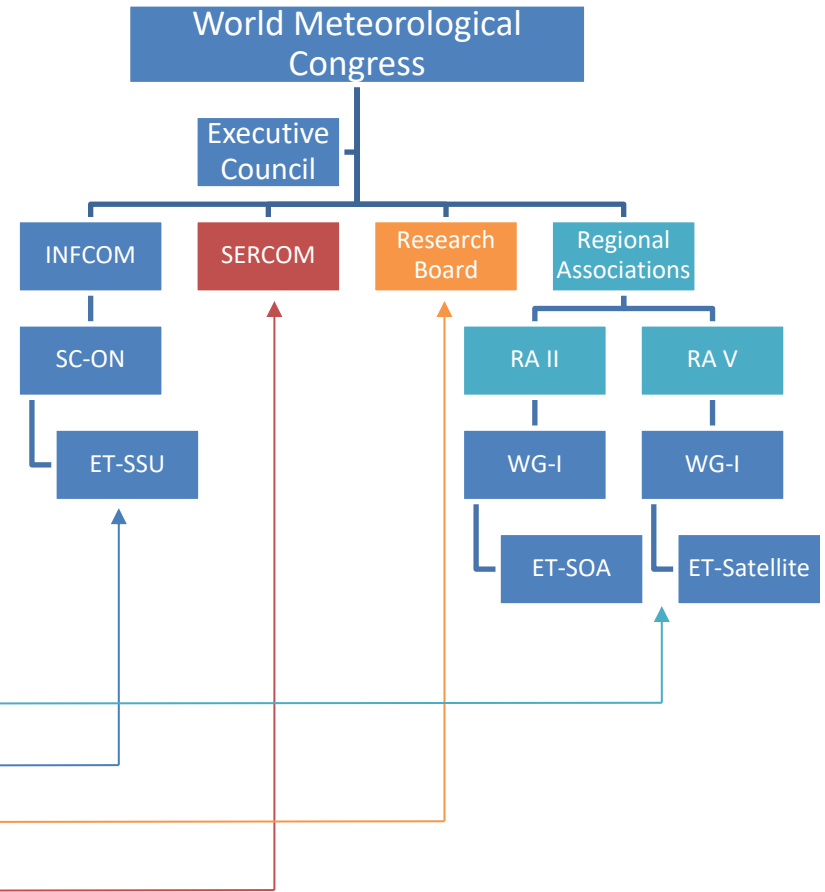 World Meteorological
Congress
Executive
Council
INFCOM
SERCOM
Research
Board
Regional
Associations
SC-ON
RA II
RA V
ET-SSU
WG-I
WG-I
ET-SOA
ET-Satellite